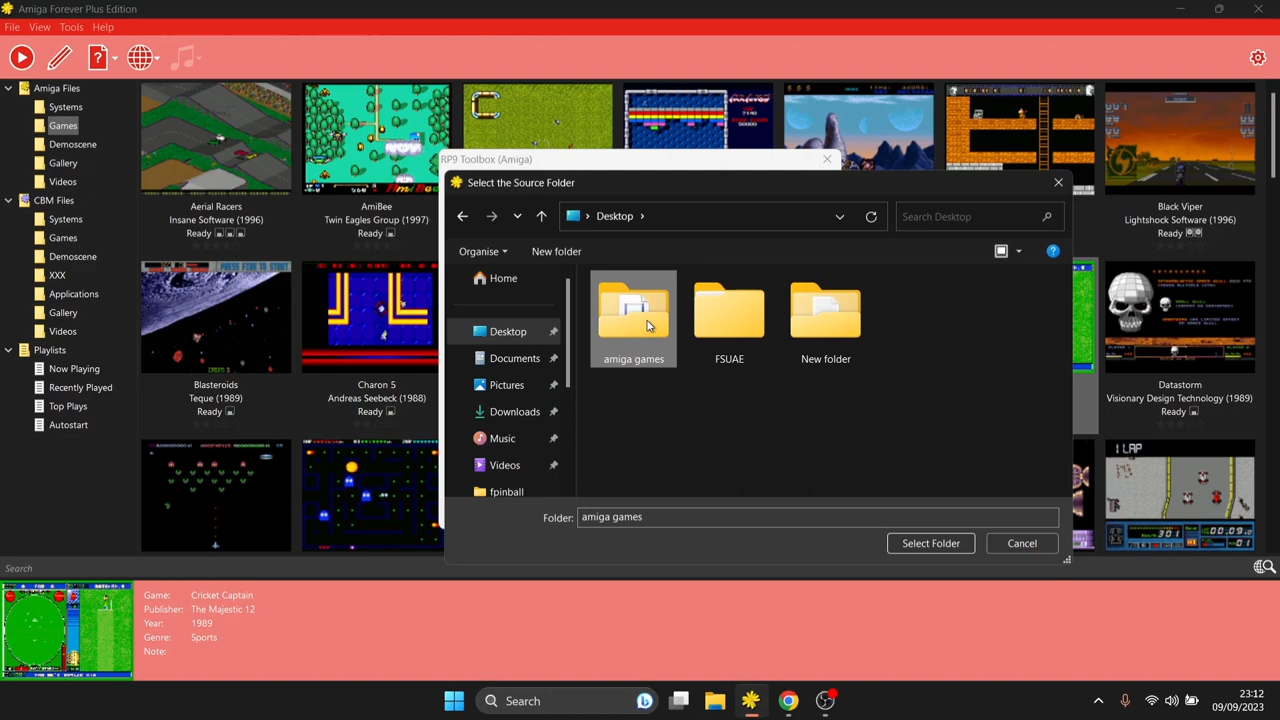 Amiga Forever Plus Edition
File View Tools Help
Amiga Files
Systems
Games
Demoscene
Gallery
Videos
CBM Files
Systems
Games
Demoscene
XXX
Applications
Gallery
Videos
Playlists
Now Playing
Recently Played
Top Plays
Autostart
Aerial Racers
Insane Software (1996)
Ready
AmiBee
Twin Eagles Group (1997)
Ready
Black Viper
Lightshock Software (1996)
Ready
Blasteroids
Teque (1989)
Ready
Charon 5
Andreas Seebeck (1988)
Ready
Datastorm
Visionary Design Technology (1989)
Ready
PRESS FIRE TO START
1 LAP
RP9 Toolbox (Amiga)
Select the Source Folder
Desktop
Search Desktop
Organise New folder
Home
Desktop
Documents
Pictures
Downloads
Music
Videos
fpinball
amiga games
FSUAE
New folder
Folder: amiga games
Select Folder Cancel
Search
Game: Cricket Captain
Publisher: The Majestic 12
Year: 1989
Genre: Sports
Note:
Search
23:12
09/09/2023